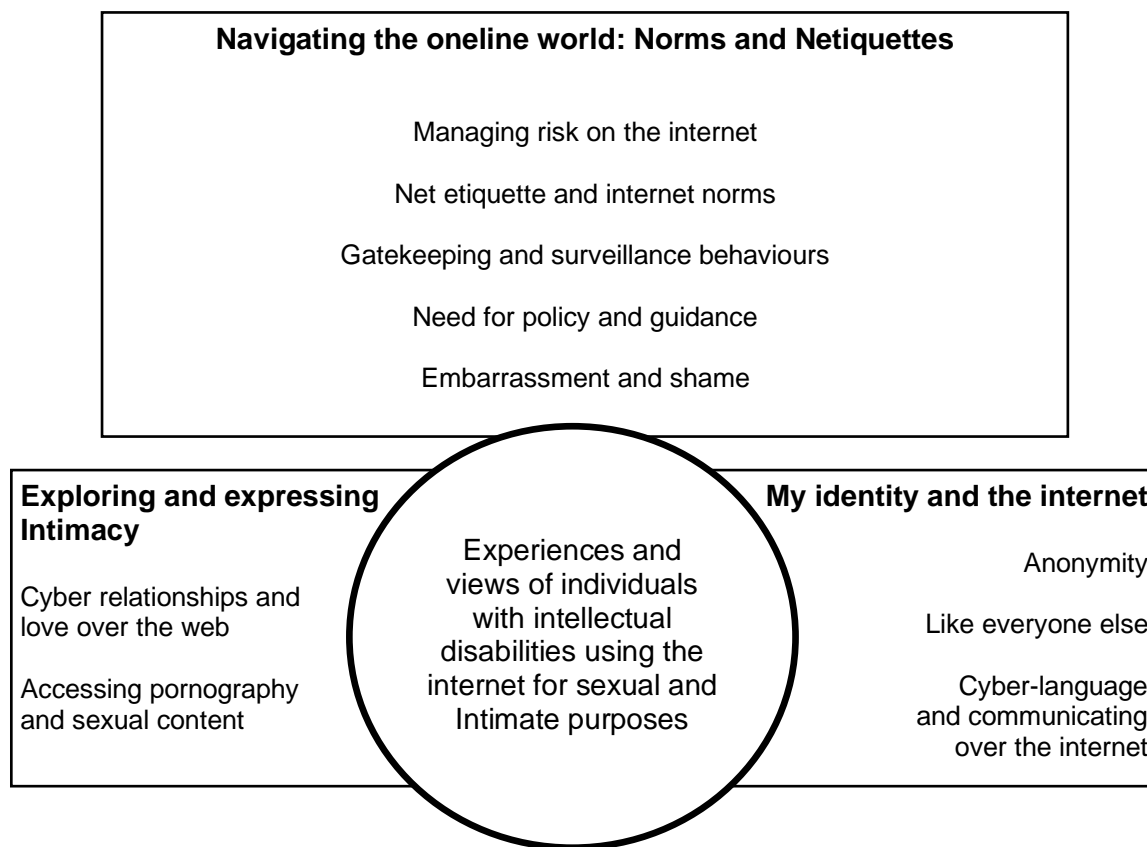 Navigating the oneline world: Norms and Netiquettes
Managing risk on the internet
Net etiquette and internet norms
Gatekeeping and surveillance behaviours
Need for policy and guidance
Embarrassment and shame
Exploring and expressing
Intimacy
Cyber relationships and
love over the web
Accessing pornography
and sexual content
Experiences and
views of individuals
with intellectual
disabilities using the
internet for sexual and
Intimate purposes
My identity and the internet
Anonymity
Like everyone else
Cyber-language
and communicating
over the internet